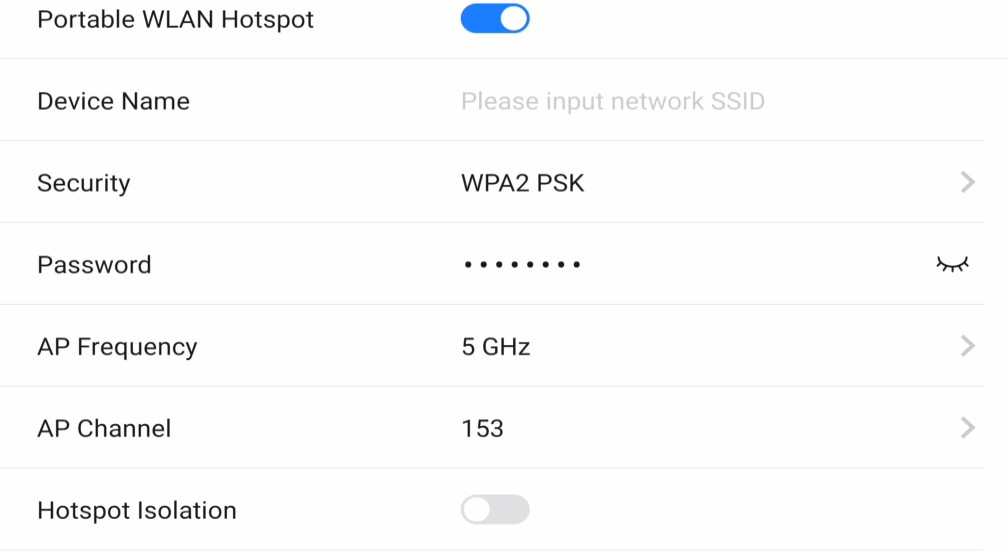 Portable WLAN Hotspot
Device Name Please input network SSID
Security WPA2 PSK
Password ••••••••
AP Frequency 5 GHz
AP Channel 153
Hotspot Isolation